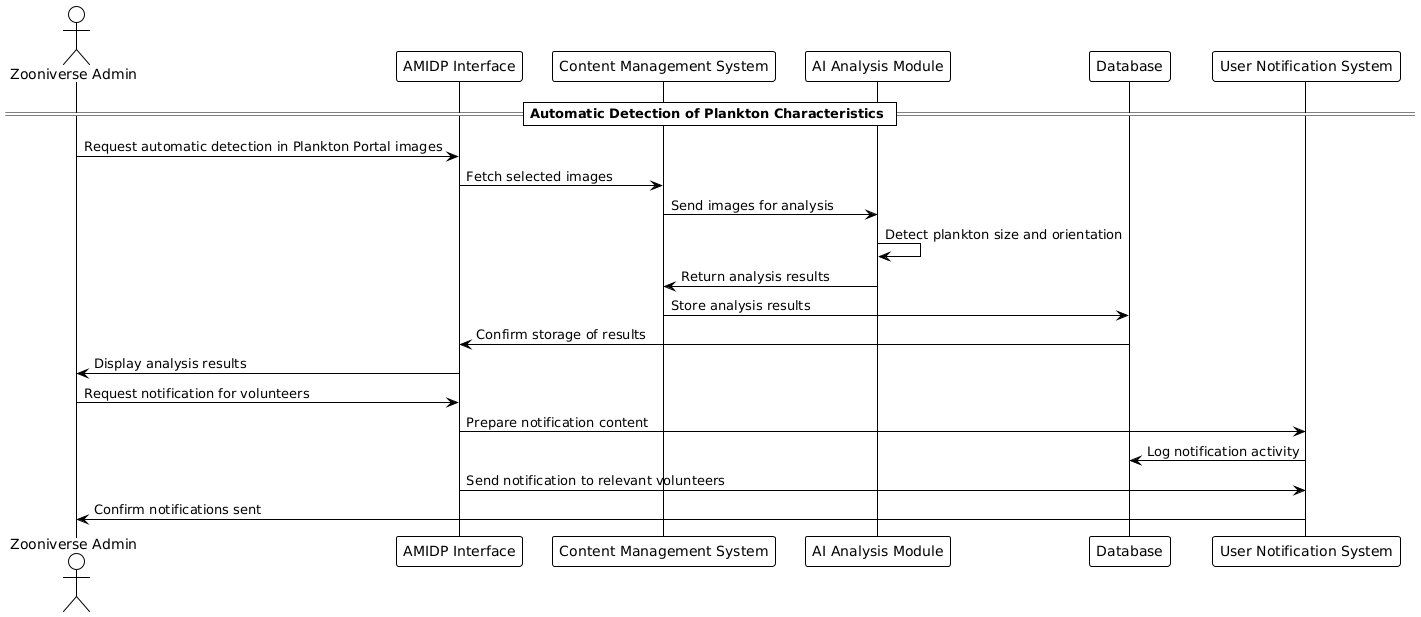 Zooniverse Admin
AMIDP Interface
Content Management System
AI Analysis Module
Database
User Notification System
Automatic Detection of Plankton Characteristics
Request automatic detection in Plankton Portal images
Fetch selected images
Send images for analysis
Detect plankton size and orientation
Return analysis results
Store analysis results
Confirm storage of results
Display analysis results
Request notification for volunteers
Prepare notification content
Log notification activity
Send notification to relevant volunteers
Confirm notifications sent
Zooniverse Admin
AMIDP Interface
Content Management System
AI Analysis Module
Database
User Notification System